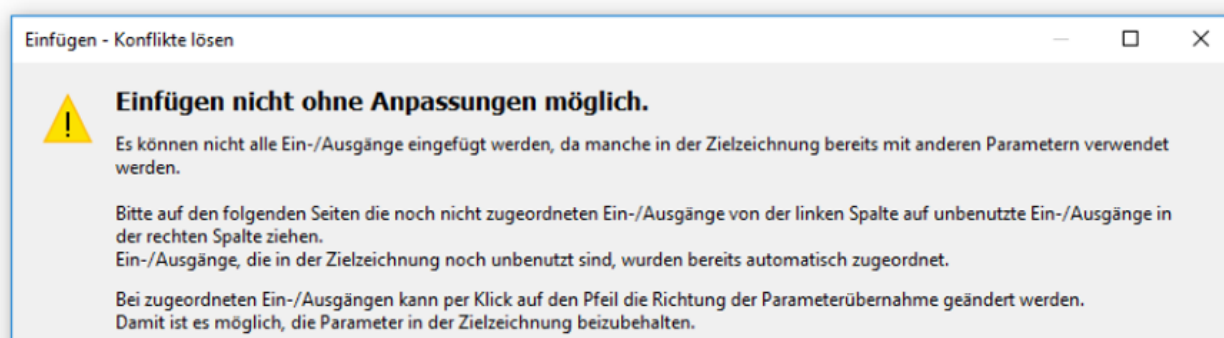 Einfügen - Konflikte lösen
Einfügen nicht ohne Anpassungen möglich.
Es können nicht alle Ein-/Ausgänge eingefügt werden, da manche in der Zielzeichnung bereits mit anderen Parametern verwendet
werden.
Bitte auf den folgenden Seiten die noch nicht zugeordneten Ein-/Ausgänge von der linken Spalte auf unbenutzte Ein-/Ausgänge in
der rechten Spalte ziehen.
Ein-/Ausgänge, die in der Zielzeichnung noch unbenutzt sind, wurden bereits automatisch zugeordnet.
Bei zugeordneten Ein-/Ausgängen kann per Klick auf den Pfeil die Richtung der Parameterübernahme geändert werden.
Damit ist es möglich, die Parameter in der Zielzeichnung beizubehalten.